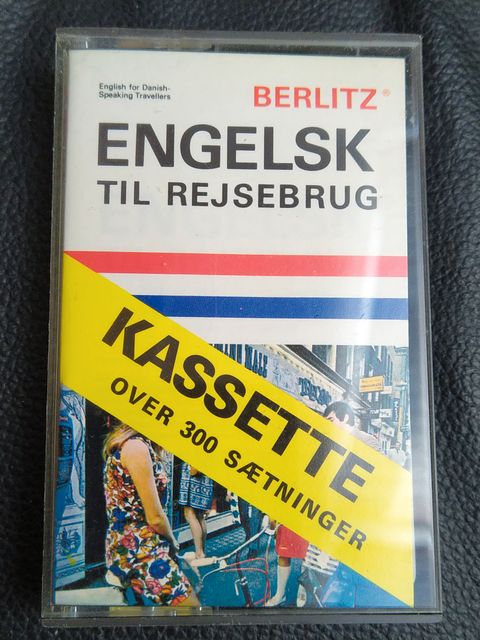 English for Danish-
Speaking Travellers
BERLITZ®
ENGELSK
TIL REJSEBRUG
KASSETTE
OVER 300 SÆTNINGER